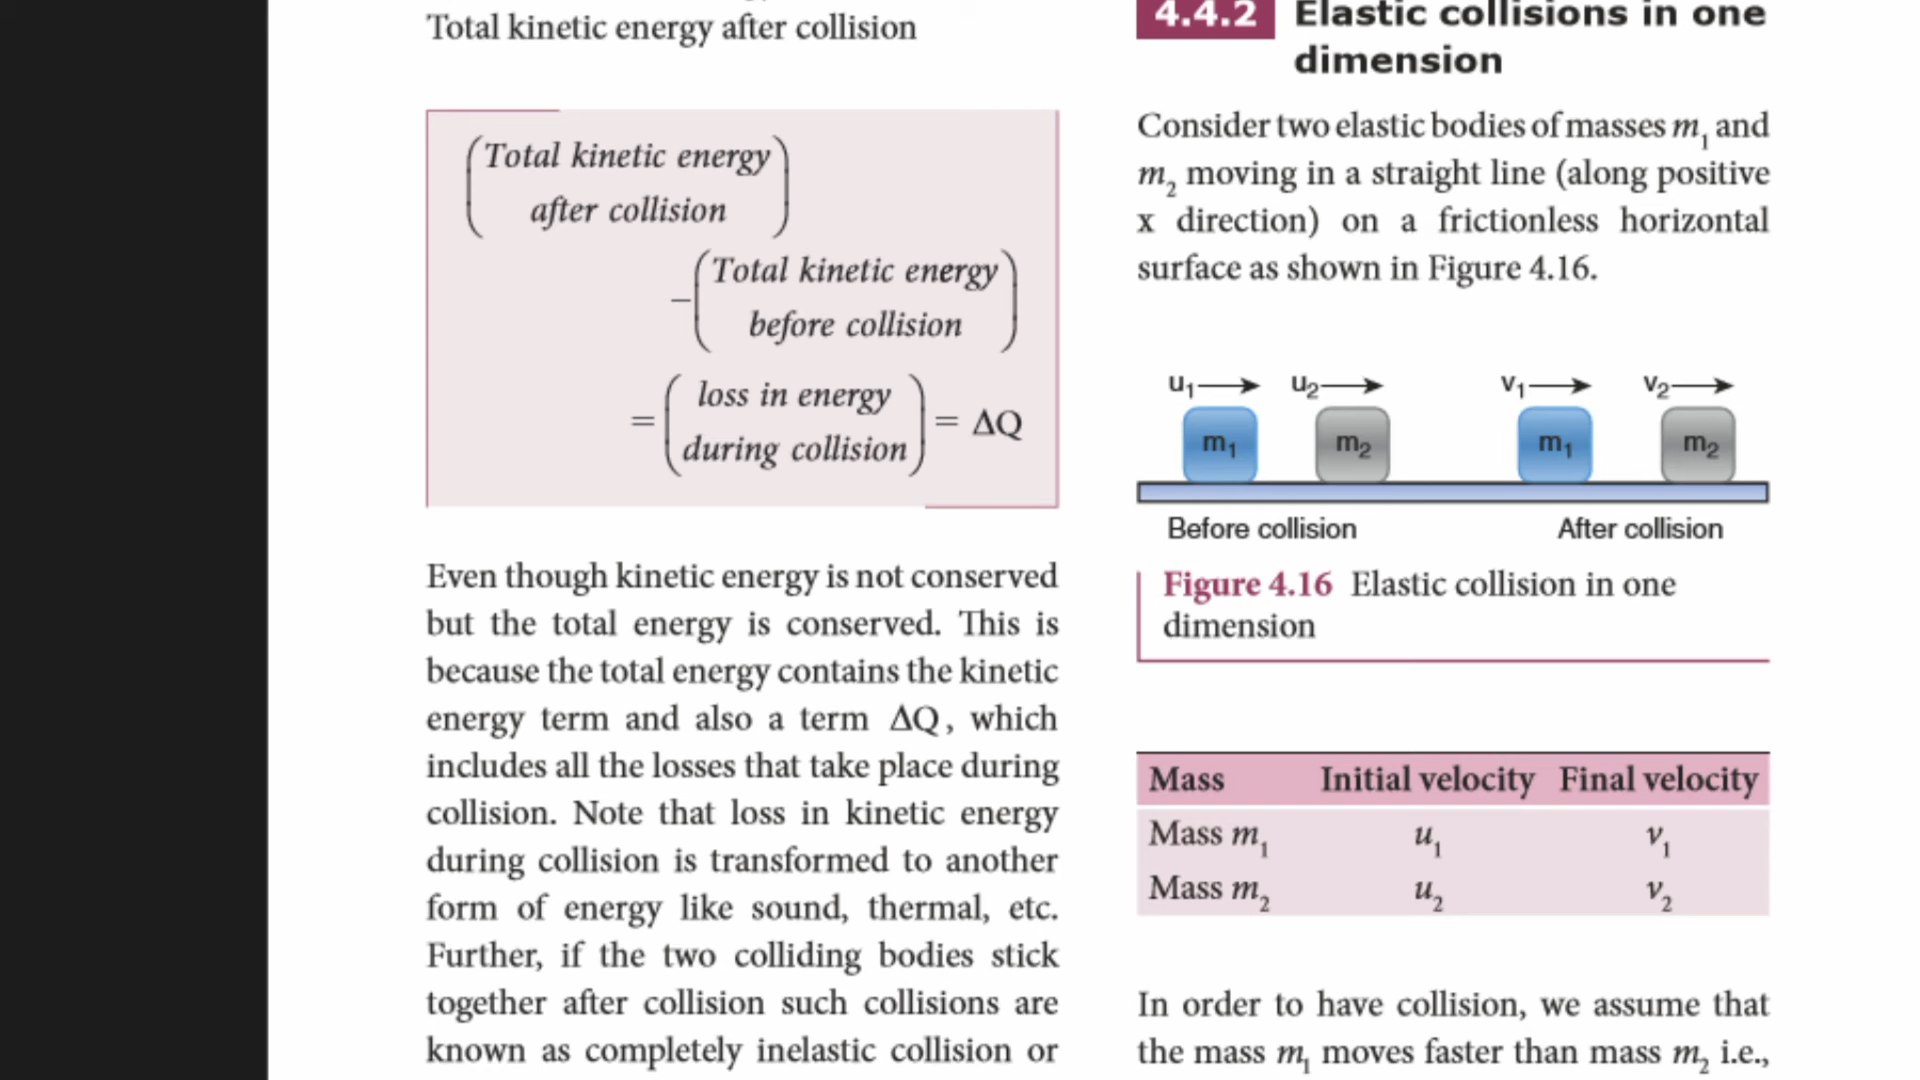 Total kinetic energy after collision
(Total kinetic energy
after collision)
−(Total kinetic energy
before collision)
=(loss in energy
during collision) = ΔQ
Even though kinetic energy is not conserved
but the total energy is conserved. This is
because the total energy contains the kinetic
energy term and also a term ΔQ, which
includes all the losses that take place during
collision. Note that loss in kinetic energy
during collision is transformed to another
form of energy like sound, thermal, etc.
Further, if the two colliding bodies stick
together after collision such collisions are
known as completely inelastic collision or
4.4.2 Elastic collisions in one
dimension
Consider two elastic bodies of masses m₁ and
m₂ moving in a straight line (along positive
x direction) on a frictionless horizontal
surface as shown in Figure 4.16.
u₁ u₂ v₁ v₂
m₁ m₂ m₁ m₂
Before collision After collision
Figure 4.16 Elastic collision in one
dimension
Mass Initial velocity Final velocity
Mass m₁ u₁ v₁
Mass m₂ u₂ v₂
In order to have collision, we assume that
the mass m₁ moves faster than mass m₂ i.e.,